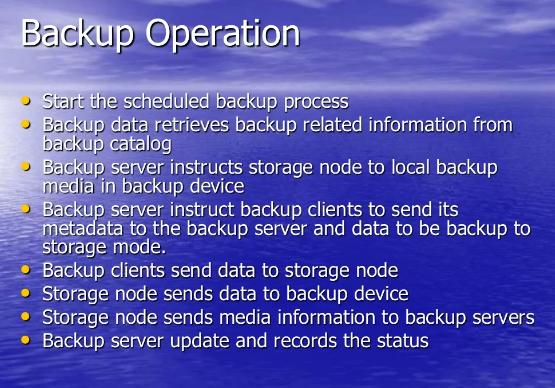 Backup Operation
Start the scheduled backup process
Backup data retrieves backup related information from
backup catalog
Backup server instructs storage node to local backup
media in backup device
Backup server instruct backup clients to send its
metadata to the backup server and data to be backup to
storage mode.
Backup clients send data to storage node
Storage node sends data to backup device
Storage node sends media information to backup servers
Backup server update and records the status